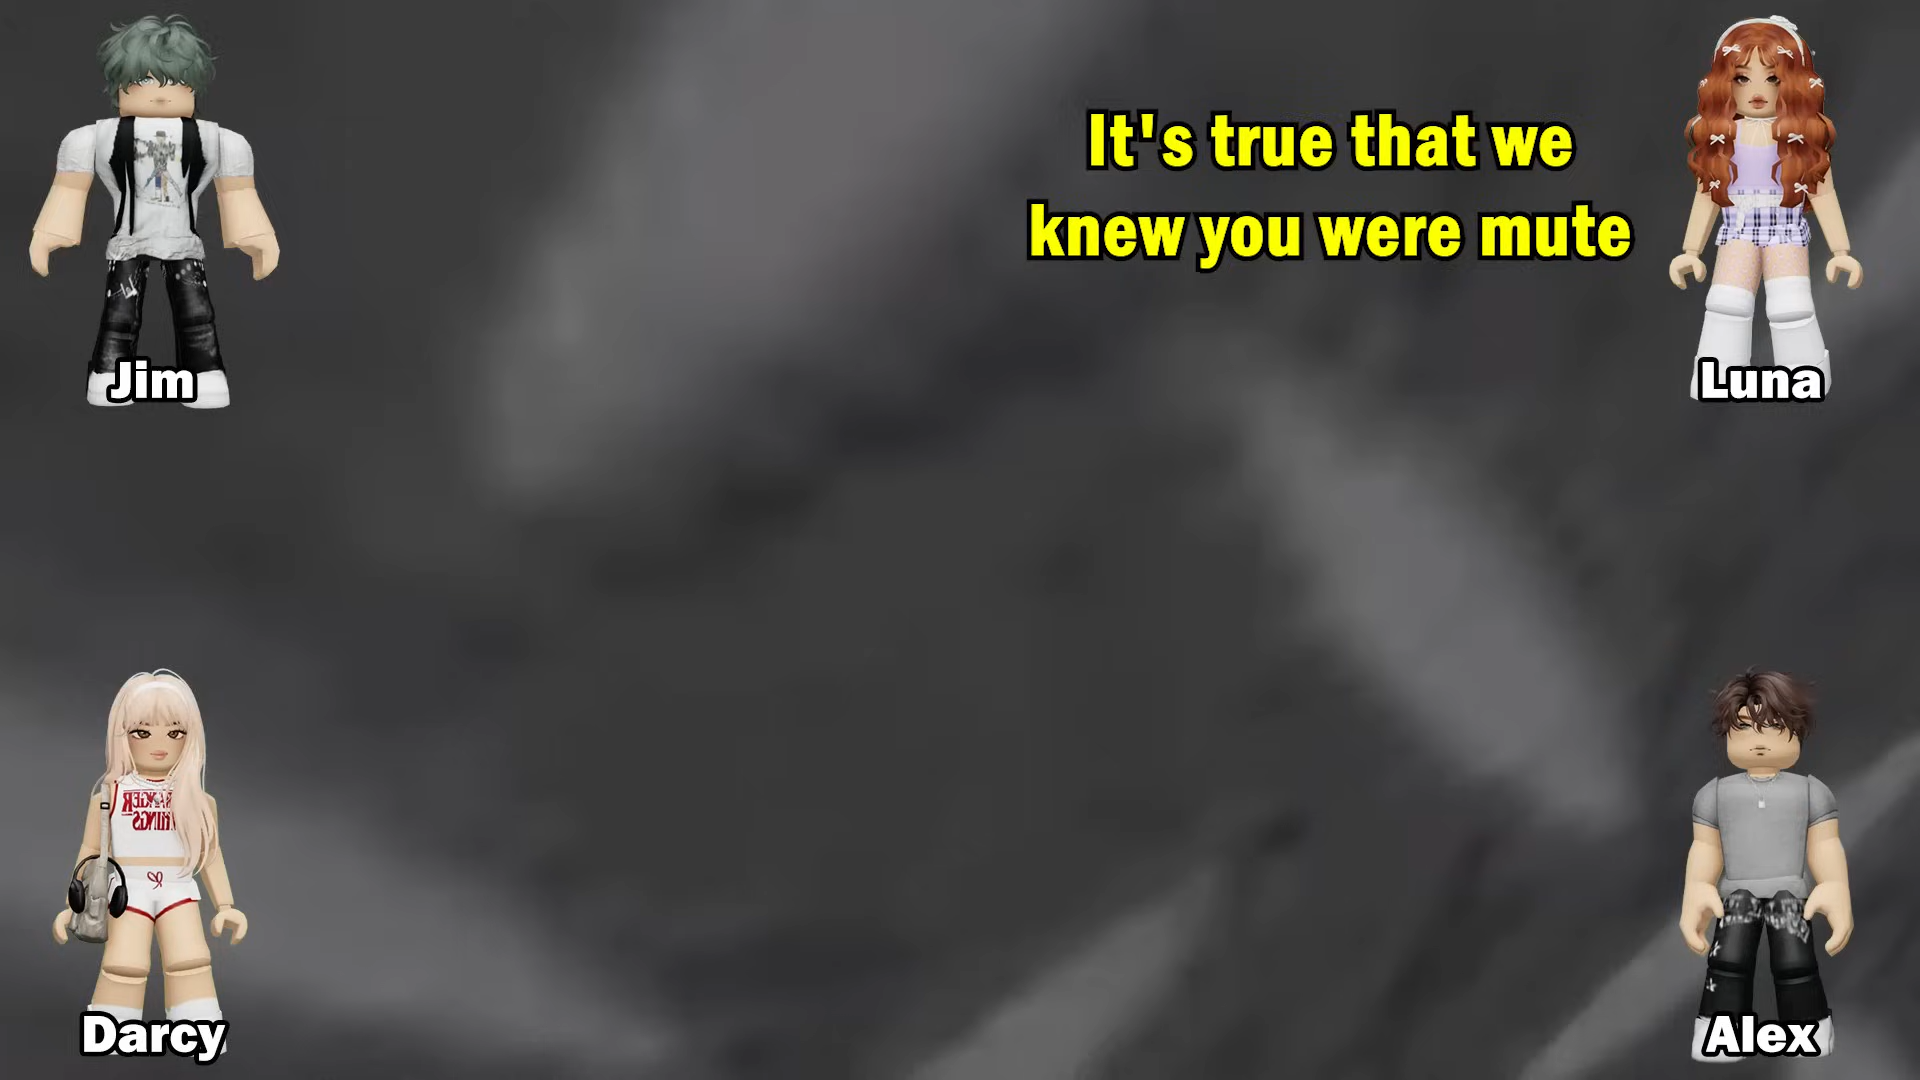 It's true that we
knew you were mute
Jim
Luna
Darcy
Alex